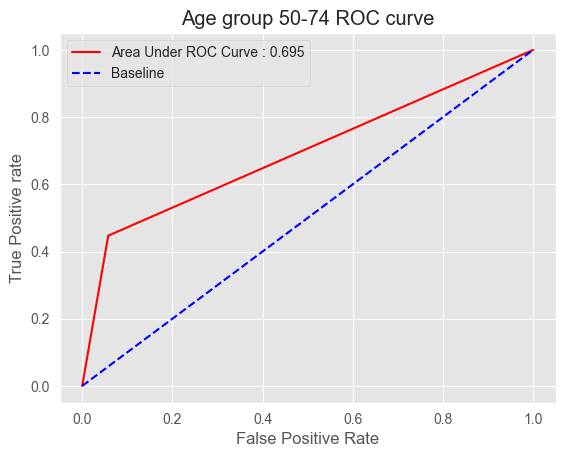 Age group 50-74 ROC curve
Area Under ROC Curve : 0.695
Baseline
True Positive rate
1.0
0.8
0.6
0.4
0.2
0.0
0.0 0.2 0.4 0.6 0.8 1.0
False Positive Rate